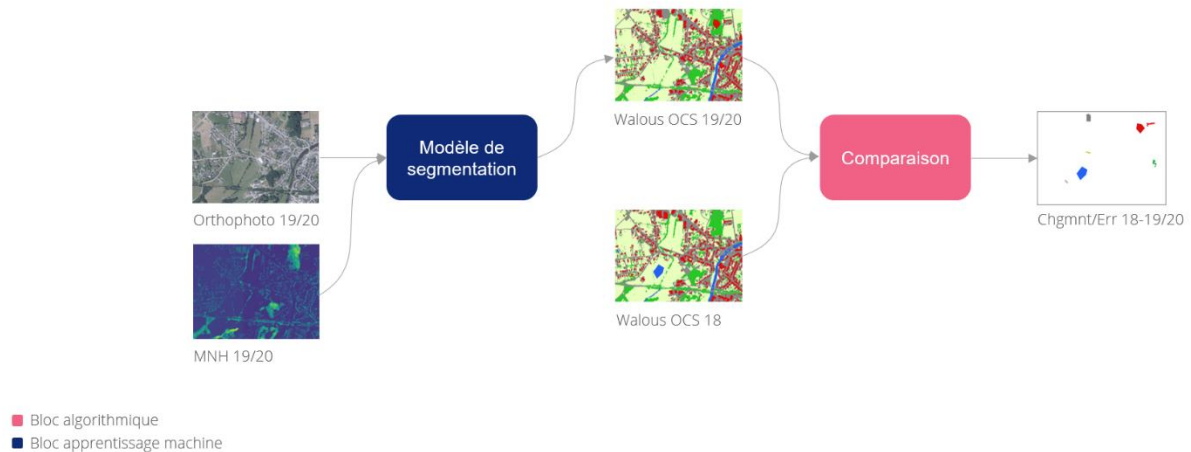 Walous OCS 19/20
Orthophoto 19/20
Modèle de
segmentation
Comparaison
Chgmnt/Err 18-19/20
MNH 19/20
Walous OCS 18
Bloc algorithmique
Bloc apprentissage machine